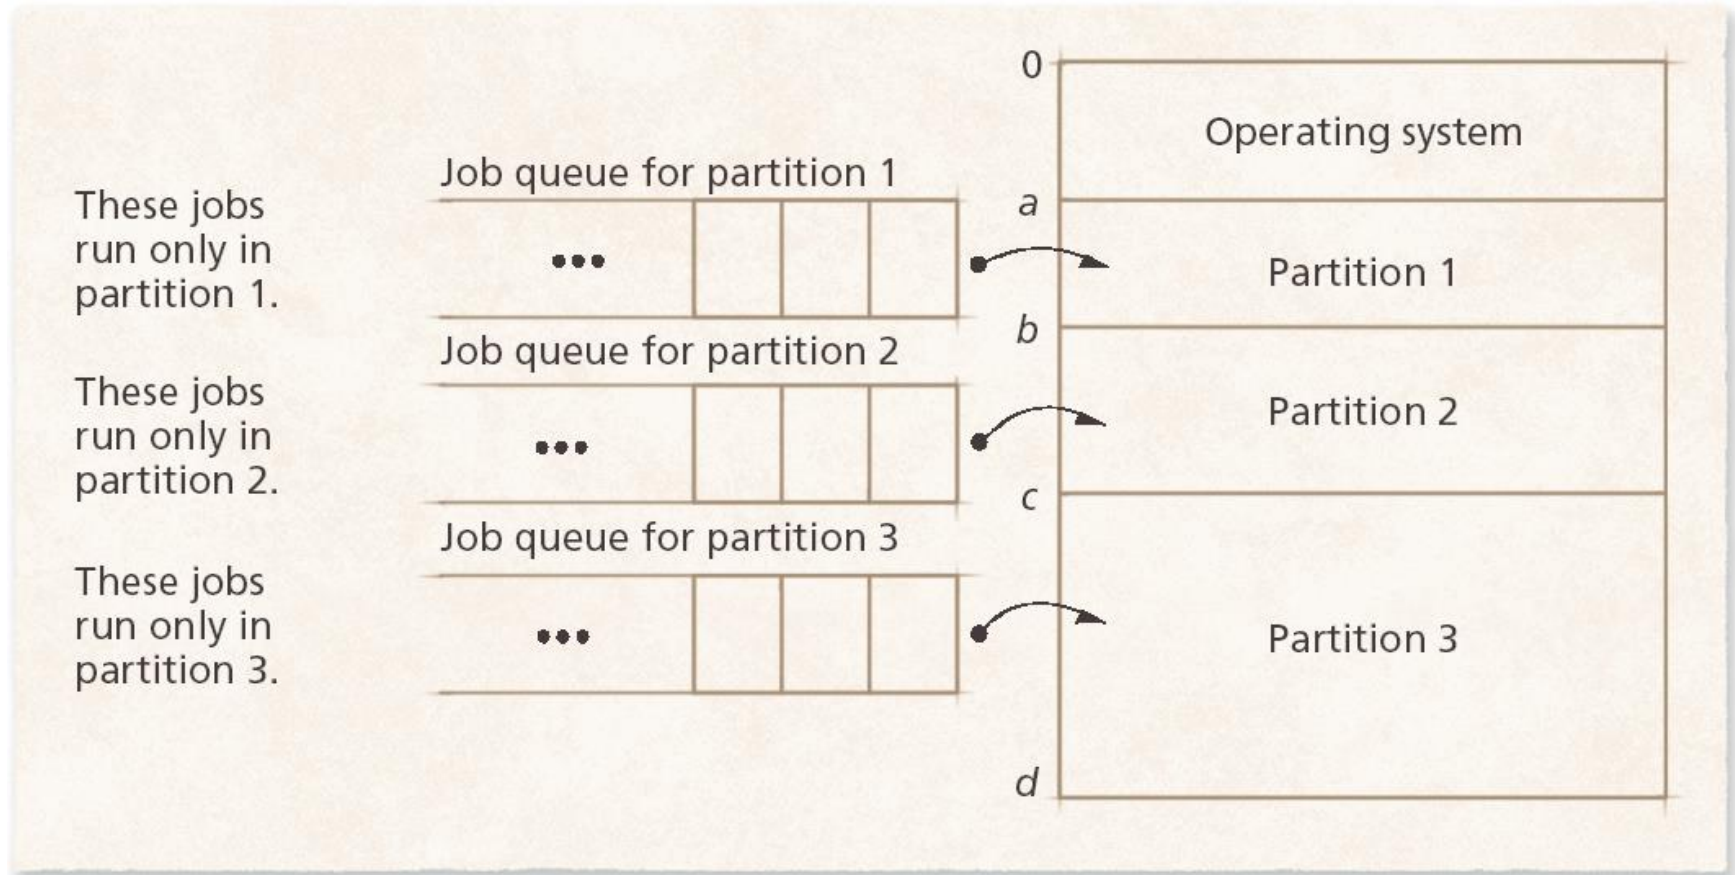 These jobs
run only in
partition 1.
Job queue for partition 1
•••
These jobs
run only in
partition 2.
Job queue for partition 2
•••
These jobs
run only in
partition 3.
Job queue for partition 3
•••
0
Operating system
a
Partition 1
b
Partition 2
c
Partition 3
d